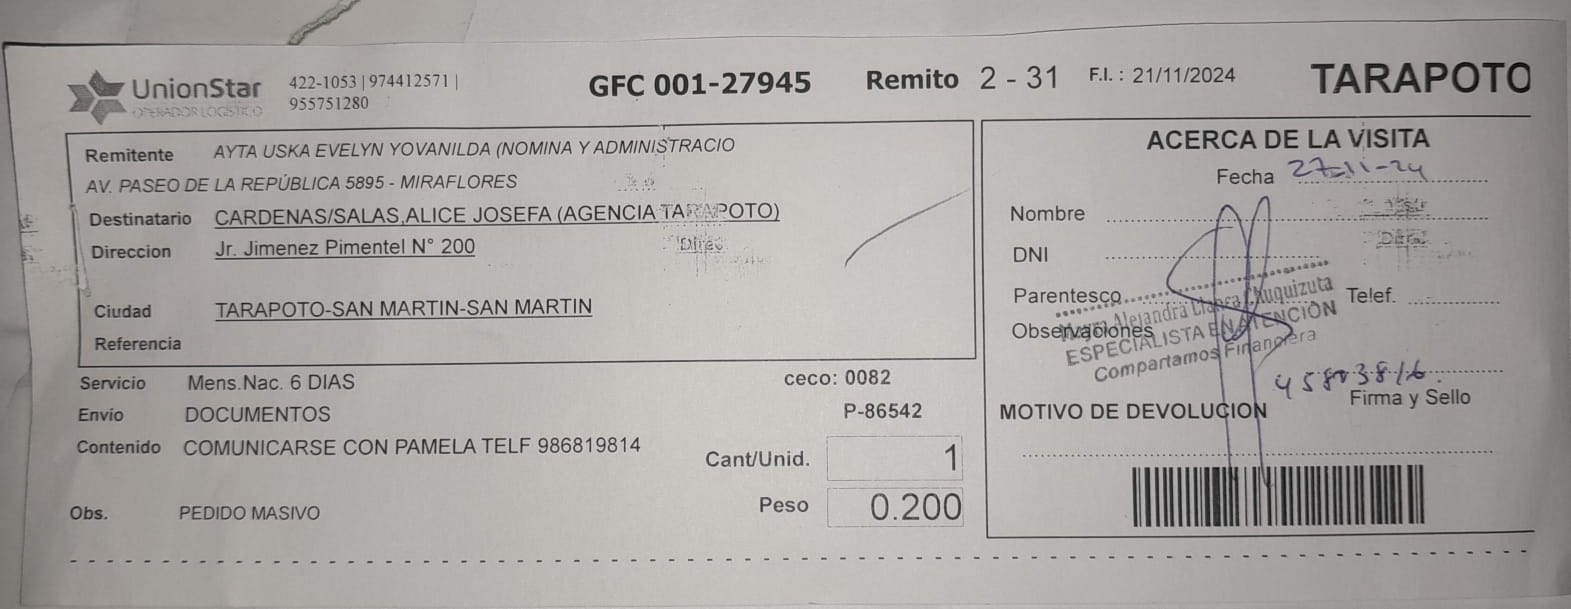 UnionStar
OPERADOR LOGISTICO
422-1053 | 974412571 |
955751280
GFC 001-27945
Remito 2 - 31
F.I. : 21/11/2024
TARAPOTO
Remitente AYTA USKA EVELYN YOVANILDA (NOMINA Y ADMINISTRACIO
AV. PASEO DE LA REPÚBLICA 5895 - MIRAFLORES
Destinatario CARDENAS/SALAS,ALICE JOSEFA (AGENCIA TARAPOTO)
Direccion Jr. Jimenez Pimentel N° 200
Ciudad TARAPOTO-SAN MARTIN-SAN MARTIN
Referencia
Servicio Mens.Nac. 6 DIAS
ceco: 0082
Envío DOCUMENTOS
P-86542
Contenido COMUNICARSE CON PAMELA TELF 986819814
Cant/Unid. 1
Peso 0.200
Obs. PEDIDO MASIVO
ACERCA DE LA VISITA
Fecha 27-11-24
Nombre
DNI
Parentesco
Telef.
Observaciones
Alejandra Chuquizuta
ESPECIALISTA EN ATENCIÓN
Compartamos Financiera
45803816.
Firma y Sello
MOTIVO DE DEVOLUCION